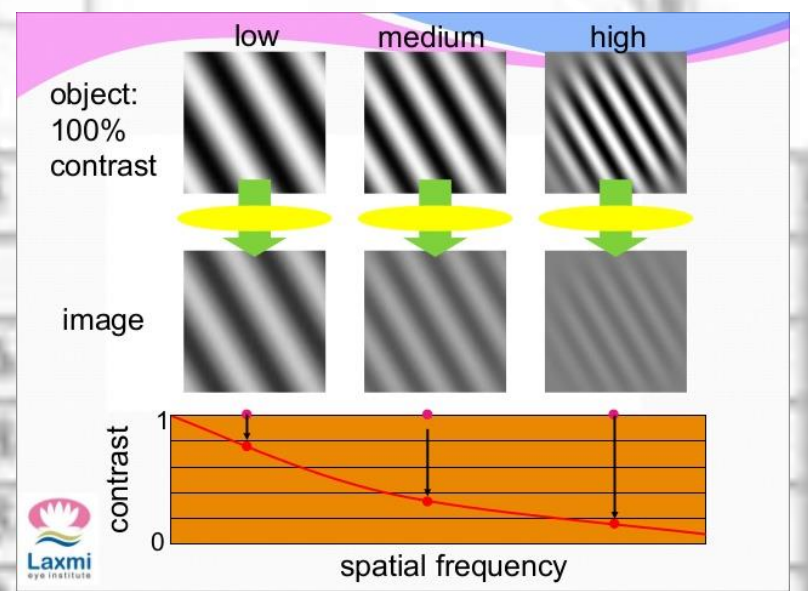 low medium high
object:
100%
contrast
image
1
contrast
0
spatial frequency
Laxmi
eye institute